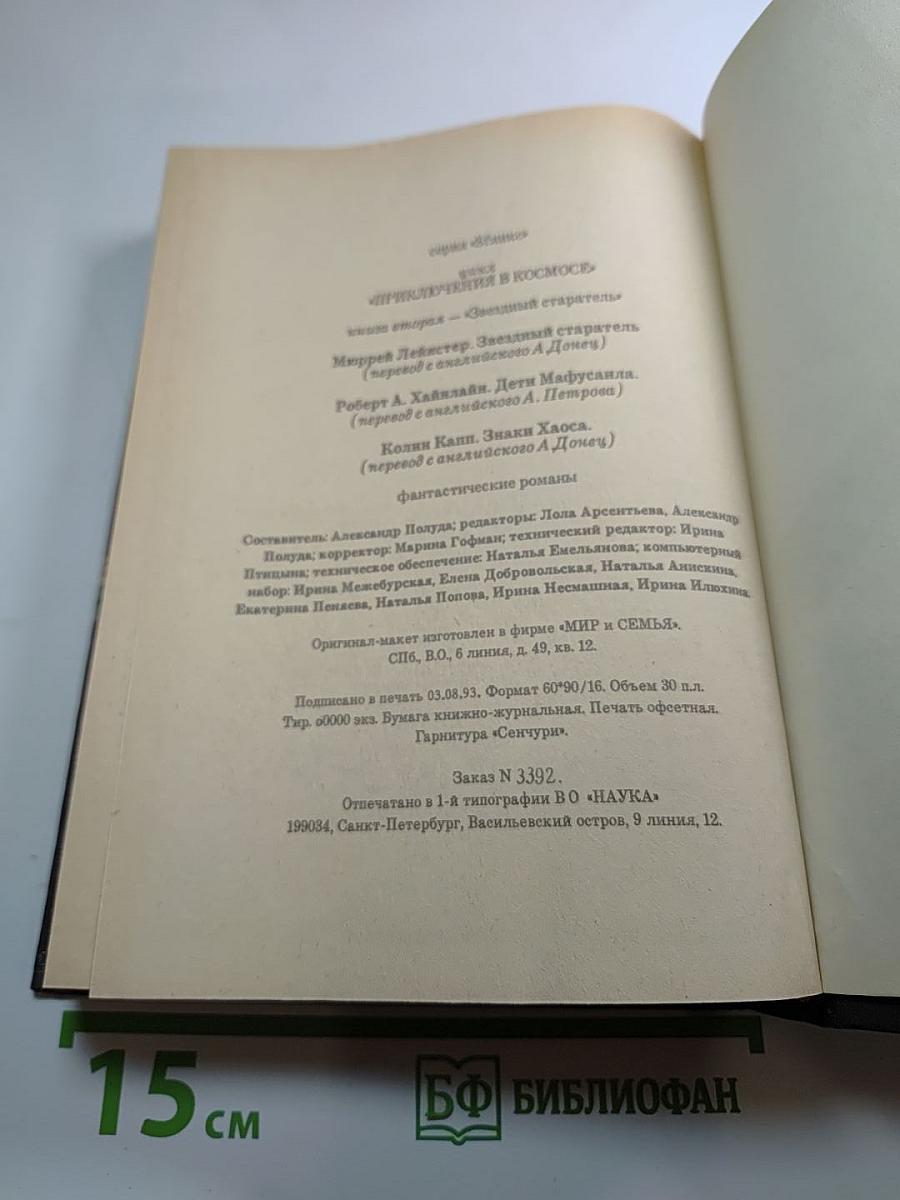 серия
цикл
«ПРИКЛЮЧЕНИЯ В КОСМОСЕ»
книга вторая — «Звездный старатель»
Мюррей Лейнстер. Звездный старатель
(перевод с английского А.Донец)
Роберт А. Хайнлайн. Дети Мафусаила.
(перевод с английского А. Петрова)
Колин Капп. Знаки Хаоса.
(перевод с английского А.Донец)
фантастические романы
Составитель: Александр Полуда; редакторы: Лола Арсентьева, Александр
Полуда; корректор: Марина Гофман; технический редактор: Ирина
Птицына; техническое обеспечение: Наталья Емельянова; компьютерный
набор: Ирина Межебурская, Елена Добровольская, Наталья Анискина,
Екатерина Пеняева, Наталья Попова, Ирина Несмашная, Ирина Илюхина.
Оригинал-макет изготовлен в фирме «МИР и СЕМЬЯ».
СПб., В.О., 6 линия, д. 49, кв. 12.
Подписано в печать 03.08.93. Формат 60*90/16. Объем 30 п.л.
Тир. о0000 экз. Бумага книжно-журнальная. Печать офсетная.
Гарнитура «Сенчури».
Заказ N 3392.
Отпечатано в 1-й типографии В О «НАУКА»
199034, Санкт-Петербург, Васильевский остров, 9 линия, 12.
15 см
БФ БИБЛИОФАН